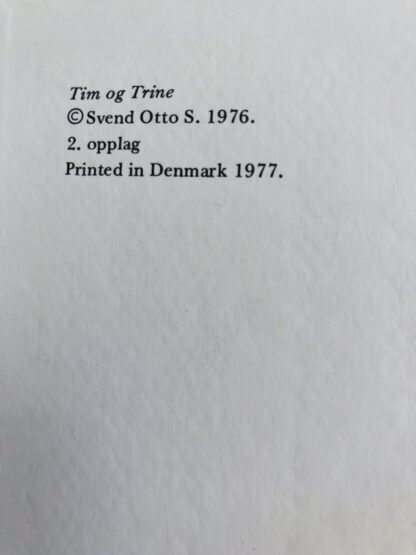 Tim og Trine
©Svend Otto S. 1976.
2. opplag
Printed in Denmark 1977.